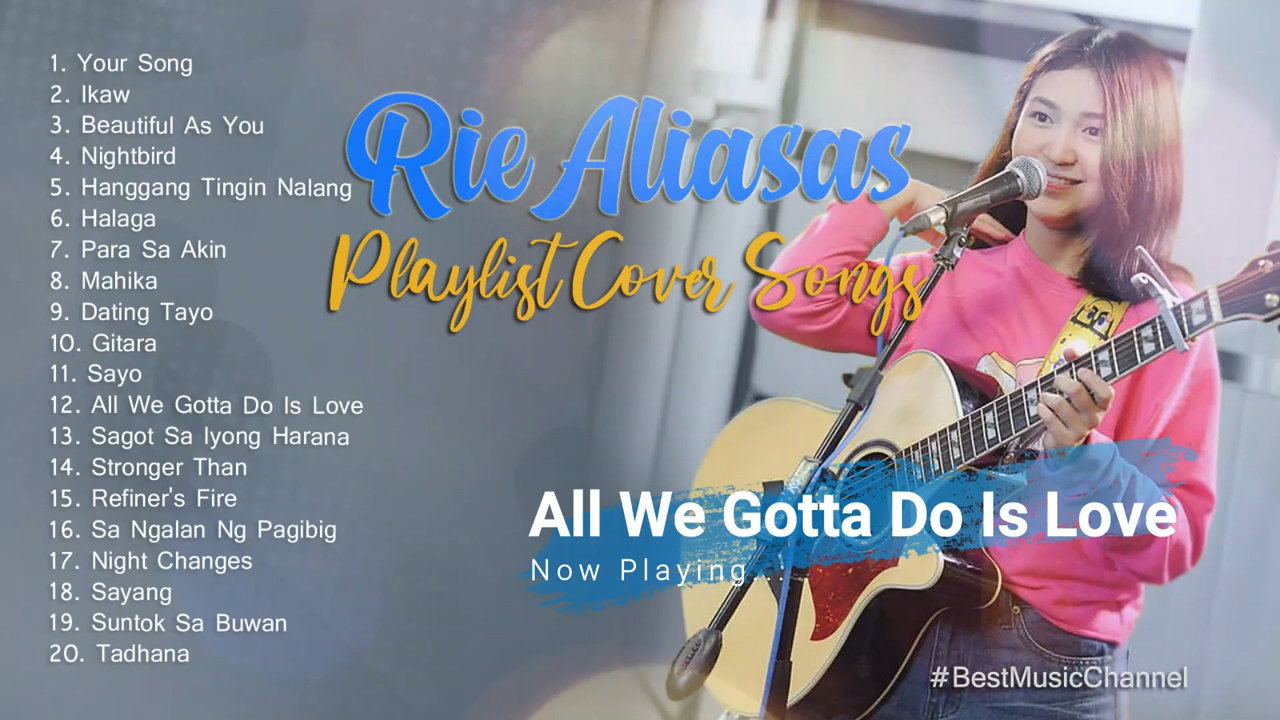 1. Your Song
2. Ikaw
3. Beautiful As You
4. Nightbird
5. Hanggang Tingin Nalang
6. Halaga
7. Para Sa Akin
8. Mahika
9. Dating Tayo
10. Gitara
11. Sayo
12. All We Gotta Do Is Love
13. Sagot Sa Iyong Harana
14. Stronger Than
15. Refiner's Fire
16. Sa Ngalan Ng Pagibig
17. Night Changes
18. Sayang
19. Suntok Sa Buwan
20. Tadhana
Rie Aliasas
Playlist Cover Songs
All We Gotta Do Is Love
Now Playing...
#BestMusicChannel